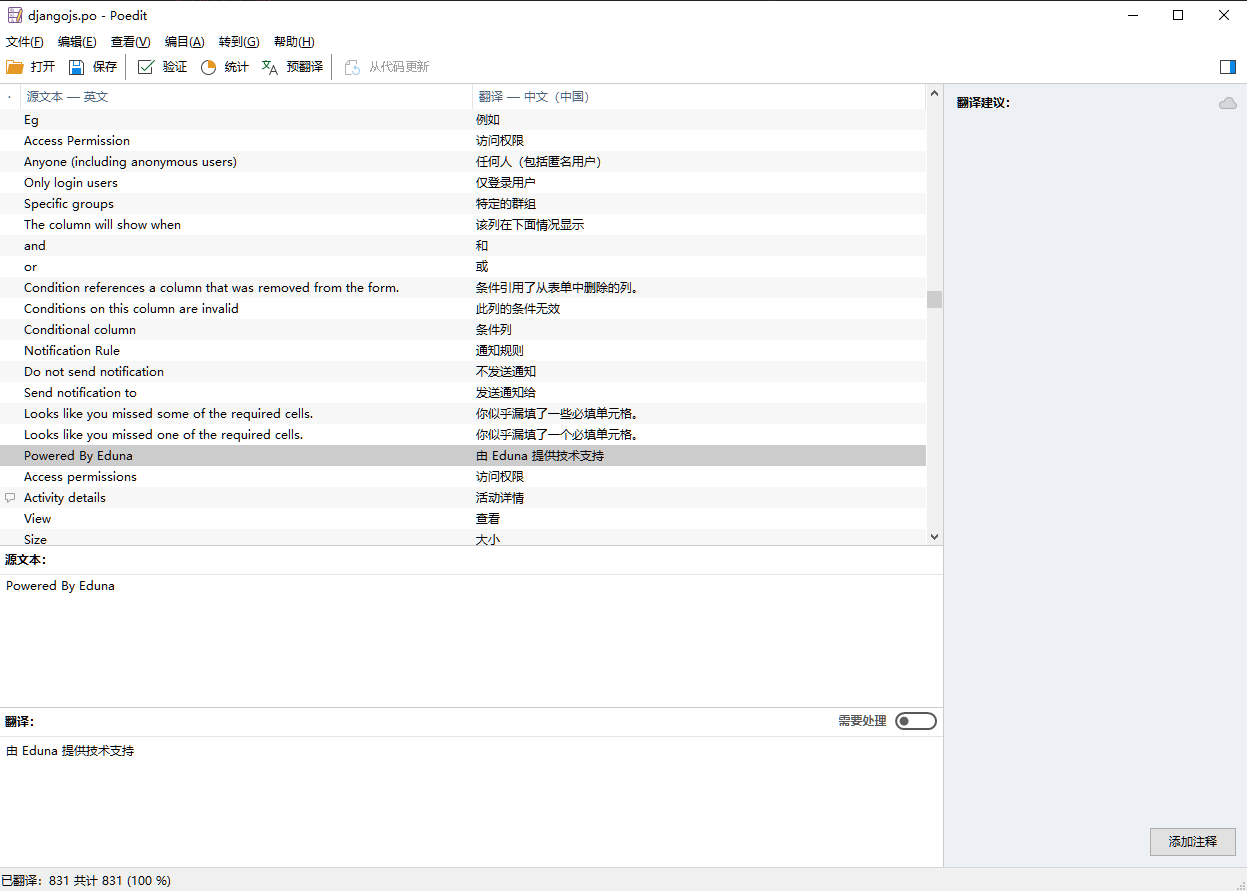 djangojs.po - Poedit
文件(F) 编辑(E) 查看(V) 编目(A) 转到(G) 帮助(H)
打开 保存 验证 统计 预翻译 从代码更新
· 源文本 — 英文 翻译 — 中文（中国）
Eg 例如
Access Permission 访问权限
Anyone (including anonymous users) 任何人（包括匿名用户）
Only login users 仅登录用户
Specific groups 特定的群组
The column will show when 该列在下面情况显示
and 和
or 或
Condition references a column that was removed from the form. 条件引用了从表单中删除的列。
Conditions on this column are invalid 此列的条件无效
Conditional column 条件列
Notification Rule 通知规则
Do not send notification 不发送通知
Send notification to 发送通知给
Looks like you missed some of the required cells. 你似乎漏填了一些必填单元格。
Looks like you missed one of the required cells. 你似乎漏填了一个必填单元格。
Powered By Eduna 由 Eduna 提供技术支持
Access permissions 访问权限
Activity details 活动详情
View 查看
Size 大小
源文本：
Powered By Eduna
翻译：
需要处理
由 Eduna 提供技术支持
翻译建议：
添加注释
已翻译：831 共计 831 (100 %)